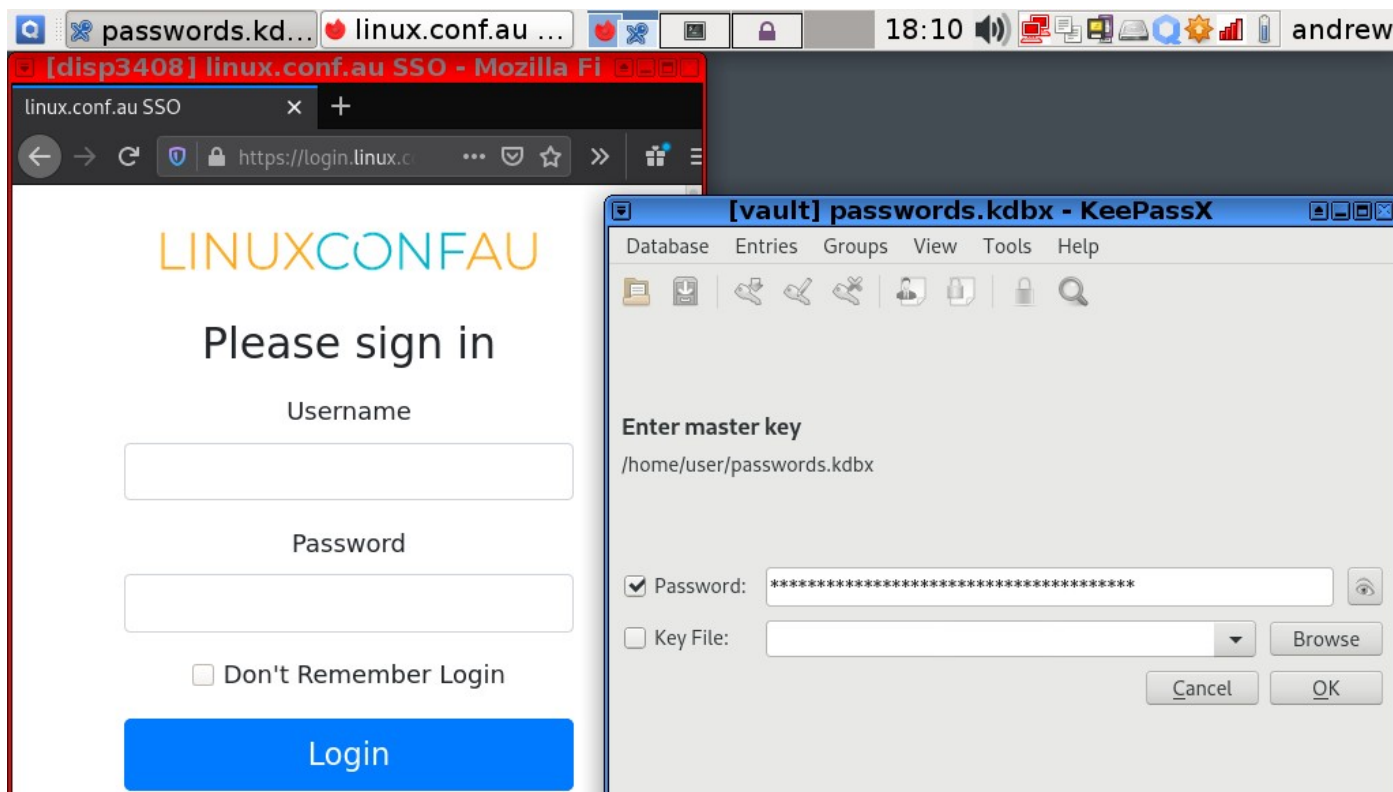 passwords.kd...
linux.conf.au ...
18:10
andrew
[disp3408] linux.conf.au SSO - Mozilla Fi
linux.conf.au SSO
https://login.linux.c
LINUXCONFAU
Please sign in
Username
Password
Don't Remember Login
Login
[vault] passwords.kdbx - KeePassX
Database Entries Groups View Tools Help
Enter master key
/home/user/passwords.kdbx
Password: ***************************************
Key File:
Browse
Cancel OK